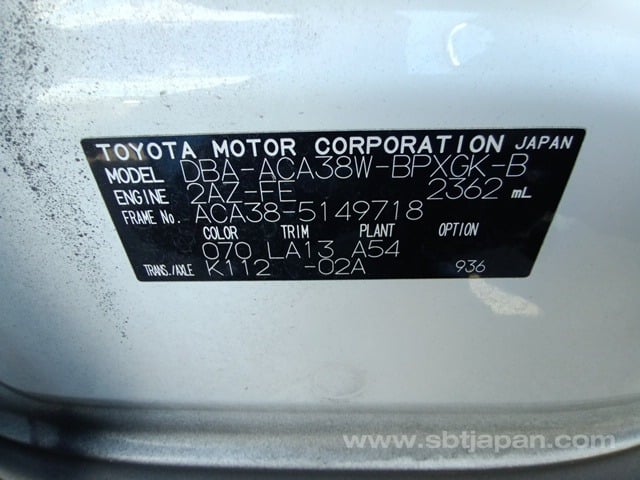 TOYOTA MOTOR CORPORATION JAPAN
MODEL DBA-ACA38W-BPXGK-B
ENGINE 2AZ-FE 2362 mL
FRAME No. ACA38-5149718
COLOR TRIM PLANT OPTION
070 LA13 A54
TRANS./AXLE K112 -02A 936
www.sbtjapan.com